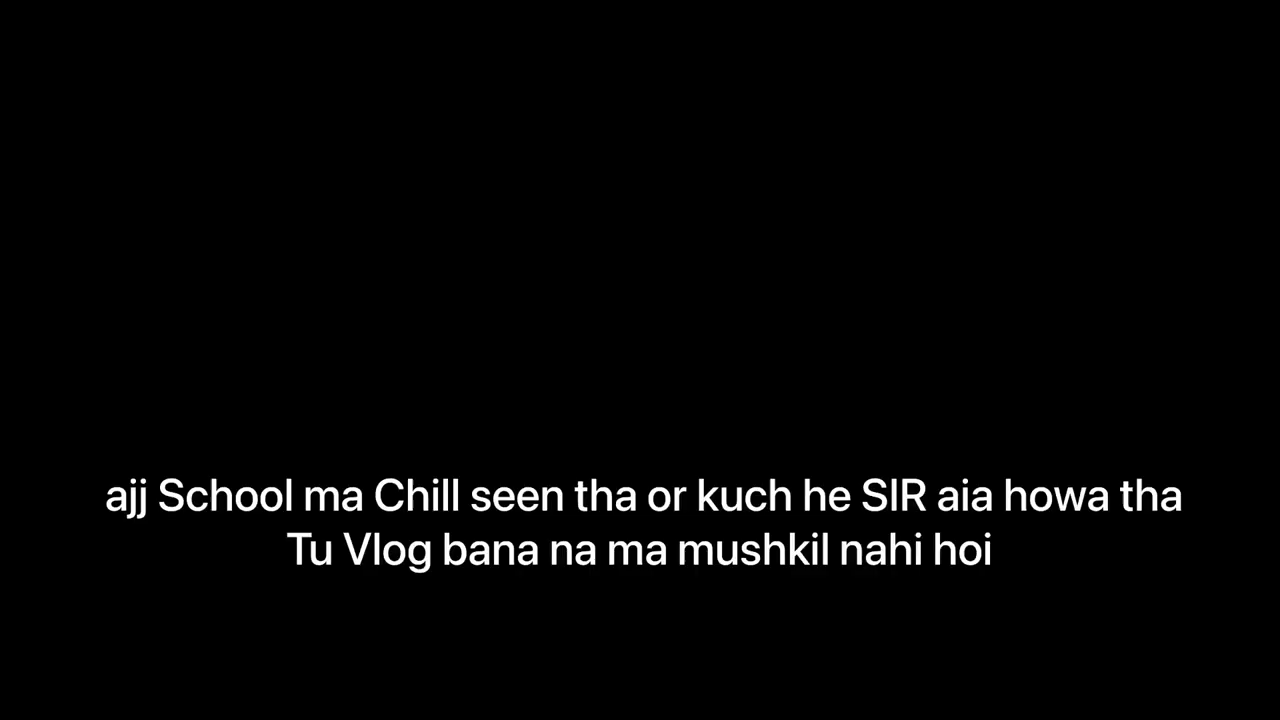 ajj School ma Chill seen tha or kuch he SIR aia howa tha
Tu Vlog bana na ma mushkil nahi hoi